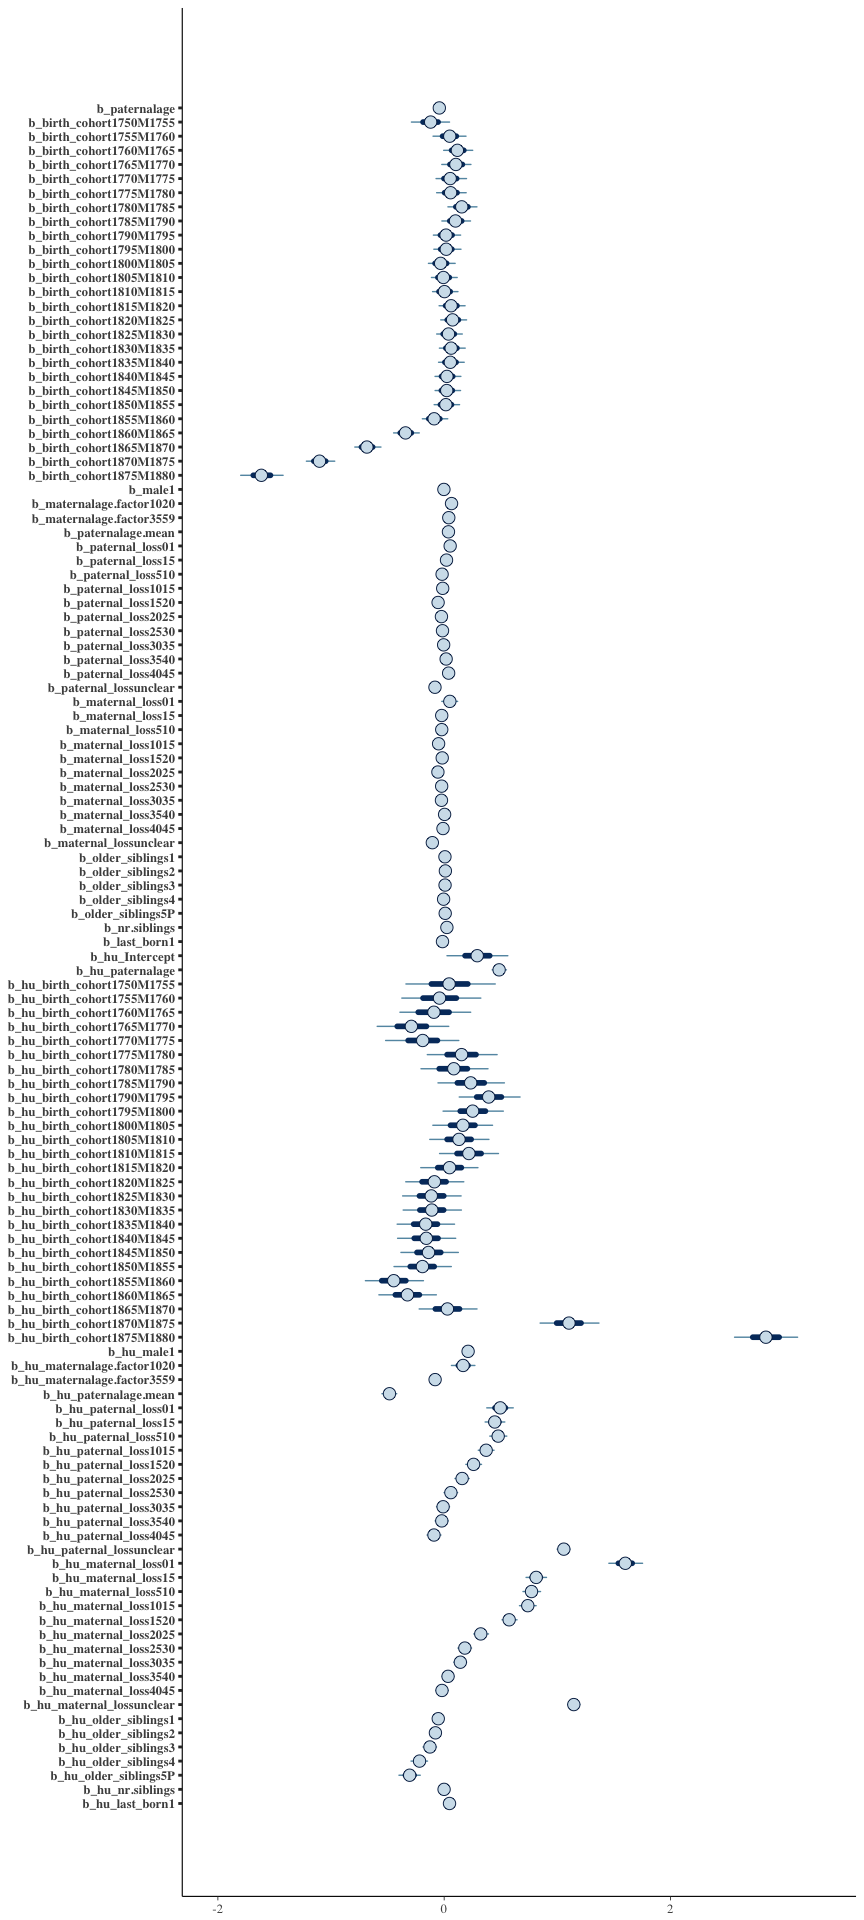 b_paternalage
b_birth_cohort1750M1755
b_birth_cohort1755M1760
b_birth_cohort1760M1765
b_birth_cohort1765M1770
b_birth_cohort1770M1775
b_birth_cohort1775M1780
b_birth_cohort1780M1785
b_birth_cohort1785M1790
b_birth_cohort1790M1795
b_birth_cohort1795M1800
b_birth_cohort1800M1805
b_birth_cohort1805M1810
b_birth_cohort1810M1815
b_birth_cohort1815M1820
b_birth_cohort1820M1825
b_birth_cohort1825M1830
b_birth_cohort1830M1835
b_birth_cohort1835M1840
b_birth_cohort1840M1845
b_birth_cohort1845M1850
b_birth_cohort1850M1855
b_birth_cohort1855M1860
b_birth_cohort1860M1865
b_birth_cohort1865M1870
b_birth_cohort1870M1875
b_birth_cohort1875M1880
b_male1
b_maternalage.factor1020
b_maternalage.factor3559
b_paternalage.mean
b_paternal_loss01
b_paternal_loss15
b_paternal_loss510
b_paternal_loss1015
b_paternal_loss1520
b_paternal_loss2025
b_paternal_loss2530
b_paternal_loss3035
b_paternal_loss3540
b_paternal_loss4045
b_paternal_lossunclear
b_maternal_loss01
b_maternal_loss15
b_maternal_loss510
b_maternal_loss1015
b_maternal_loss1520
b_maternal_loss2025
b_maternal_loss2530
b_maternal_loss3035
b_maternal_loss3540
b_maternal_loss4045
b_maternal_lossunclear
b_older_siblings1
b_older_siblings2
b_older_siblings3
b_older_siblings4
b_older_siblings5P
b_nr.siblings
b_last_born1
b_hu_Intercept
b_hu_paternalage
b_hu_birth_cohort1750M1755
b_hu_birth_cohort1755M1760
b_hu_birth_cohort1760M1765
b_hu_birth_cohort1765M1770
b_hu_birth_cohort1770M1775
b_hu_birth_cohort1775M1780
b_hu_birth_cohort1780M1785
b_hu_birth_cohort1785M1790
b_hu_birth_cohort1790M1795
b_hu_birth_cohort1795M1800
b_hu_birth_cohort1800M1805
b_hu_birth_cohort1805M1810
b_hu_birth_cohort1810M1815
b_hu_birth_cohort1815M1820
b_hu_birth_cohort1820M1825
b_hu_birth_cohort1825M1830
b_hu_birth_cohort1830M1835
b_hu_birth_cohort1835M1840
b_hu_birth_cohort1840M1845
b_hu_birth_cohort1845M1850
b_hu_birth_cohort1850M1855
b_hu_birth_cohort1855M1860
b_hu_birth_cohort1860M1865
b_hu_birth_cohort1865M1870
b_hu_birth_cohort1870M1875
b_hu_birth_cohort1875M1880
b_hu_male1
b_hu_maternalage.factor1020
b_hu_maternalage.factor3559
b_hu_paternalage.mean
b_hu_paternal_loss01
b_hu_paternal_loss15
b_hu_paternal_loss510
b_hu_paternal_loss1015
b_hu_paternal_loss1520
b_hu_paternal_loss2025
b_hu_paternal_loss2530
b_hu_paternal_loss3035
b_hu_paternal_loss3540
b_hu_paternal_loss4045
b_hu_paternal_lossunclear
b_hu_maternal_loss01
b_hu_maternal_loss15
b_hu_maternal_loss510
b_hu_maternal_loss1015
b_hu_maternal_loss1520
b_hu_maternal_loss2025
b_hu_maternal_loss2530
b_hu_maternal_loss3035
b_hu_maternal_loss3540
b_hu_maternal_loss4045
b_hu_maternal_lossunclear
b_hu_older_siblings1
b_hu_older_siblings2
b_hu_older_siblings3
b_hu_older_siblings4
b_hu_older_siblings5P
b_hu_nr.siblings
b_hu_last_born1
-2 0 2